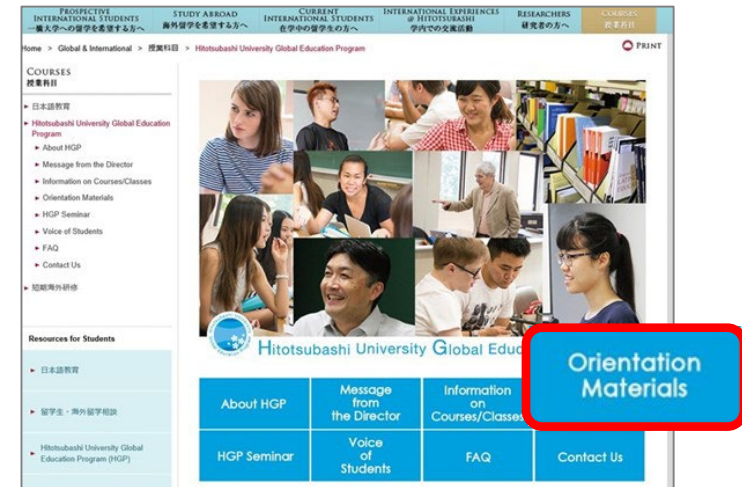 PROSPECTIVE
INTERNATIONAL STUDENTS
一橋大学への留学を希望する方へ
STUDY ABROAD
海外留学を希望する方へ
CURRENT
INTERNATIONAL STUDENTS
在学中の留学生の方へ
INTERNATIONAL EXPERIENCES
@ HITOTSUBASHI
学内での交流活動
RESEARCHERS
研究者の方へ
COURSES
授業科目
Home > Global & International > 授業科目 > Hitotsubashi University Global Education Program
PRINT
COURSES
授業科目
日本語教育
Hitotsubashi University Global Education
Program
About HGP
Message from the Director
Information on Courses/Classes
Orientation Materials
HGP Seminar
Voice of Students
FAQ
Contact Us
短期海外研修
Resources for Students
日本語教育
留学生・海外留学相談
Hitotsubashi University Global
Education Program (HGP)
Hitotsubashi University Global Educ
Orientation
Materials
About HGP
Message
from
the Director
Information
on
Courses/Classes
HGP Seminar
Voice
of
Students
FAQ
Contact Us